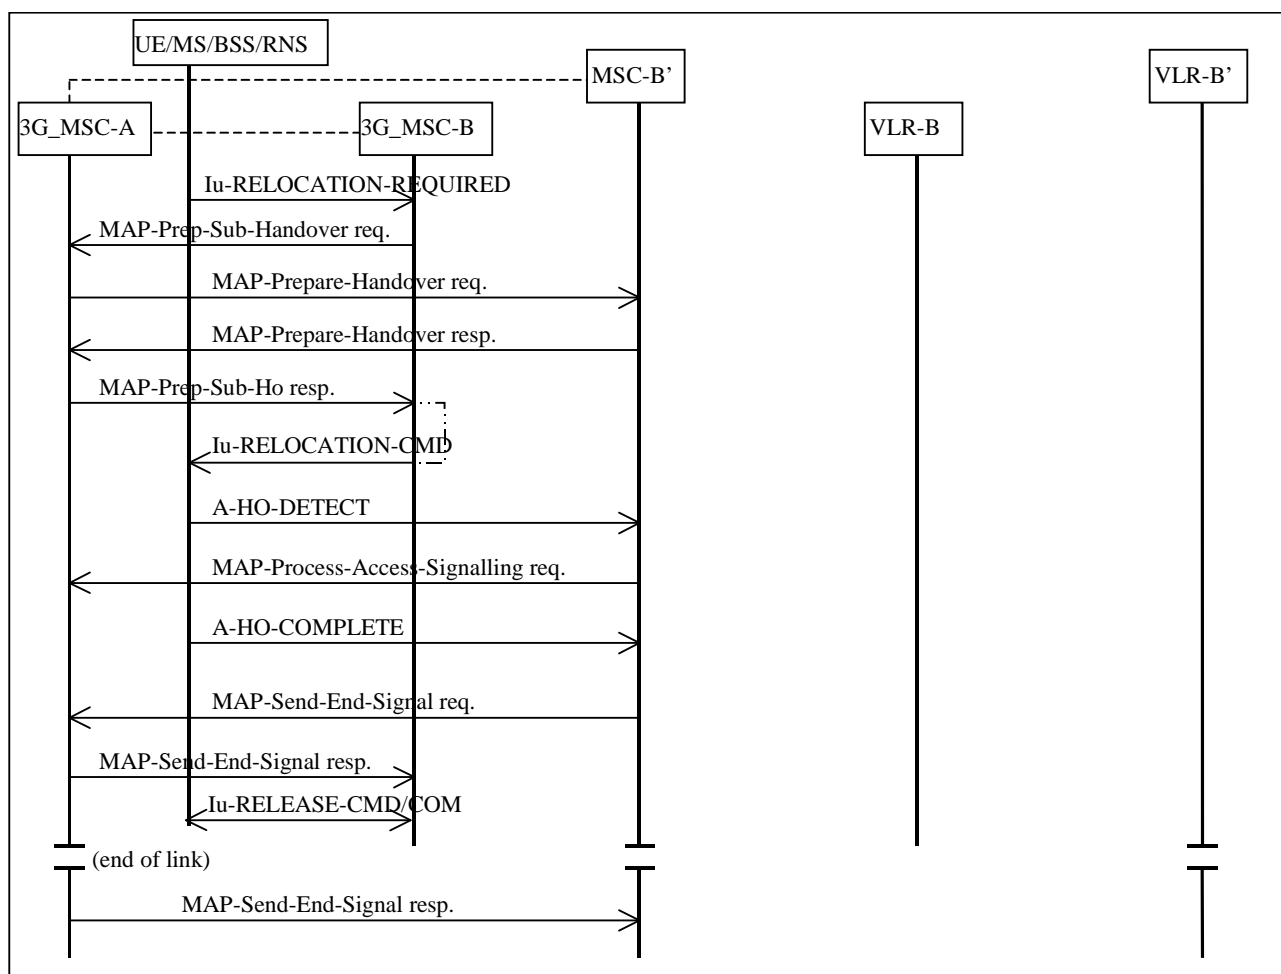 UE/MS/BSS/RNS
MSC-B’
VLR-B’
3G_MSC-A
3G_MSC-B
VLR-B
Iu-RELOCATION-REQUIRED
MAP-Prep-Sub-Handover req.
MAP-Prepare-Handover req.
MAP-Prepare-Handover resp.
MAP-Prep-Sub-Ho resp.
Iu-RELOCATION-CMD
A-HO-DETECT
MAP-Process-Access-Signalling req.
A-HO-COMPLETE
MAP-Send-End-Signal req.
MAP-Send-End-Signal resp.
Iu-RELEASE-CMD/COM
(end of link)
MAP-Send-End-Signal resp.